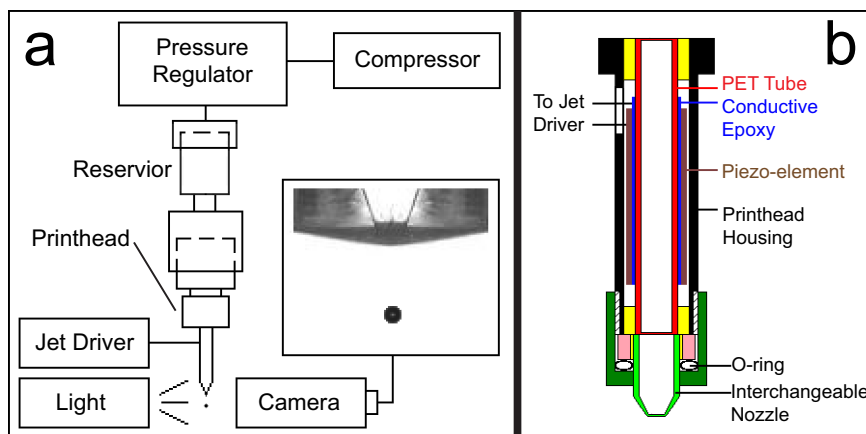 a
Pressure
Regulator
Compressor
Reservior
Printhead
Jet Driver
Light
Camera
b
To Jet
Driver
PET Tube
Conductive
Epoxy
Piezo-element
Printhead
Housing
O-ring
Interchangeable
Nozzle